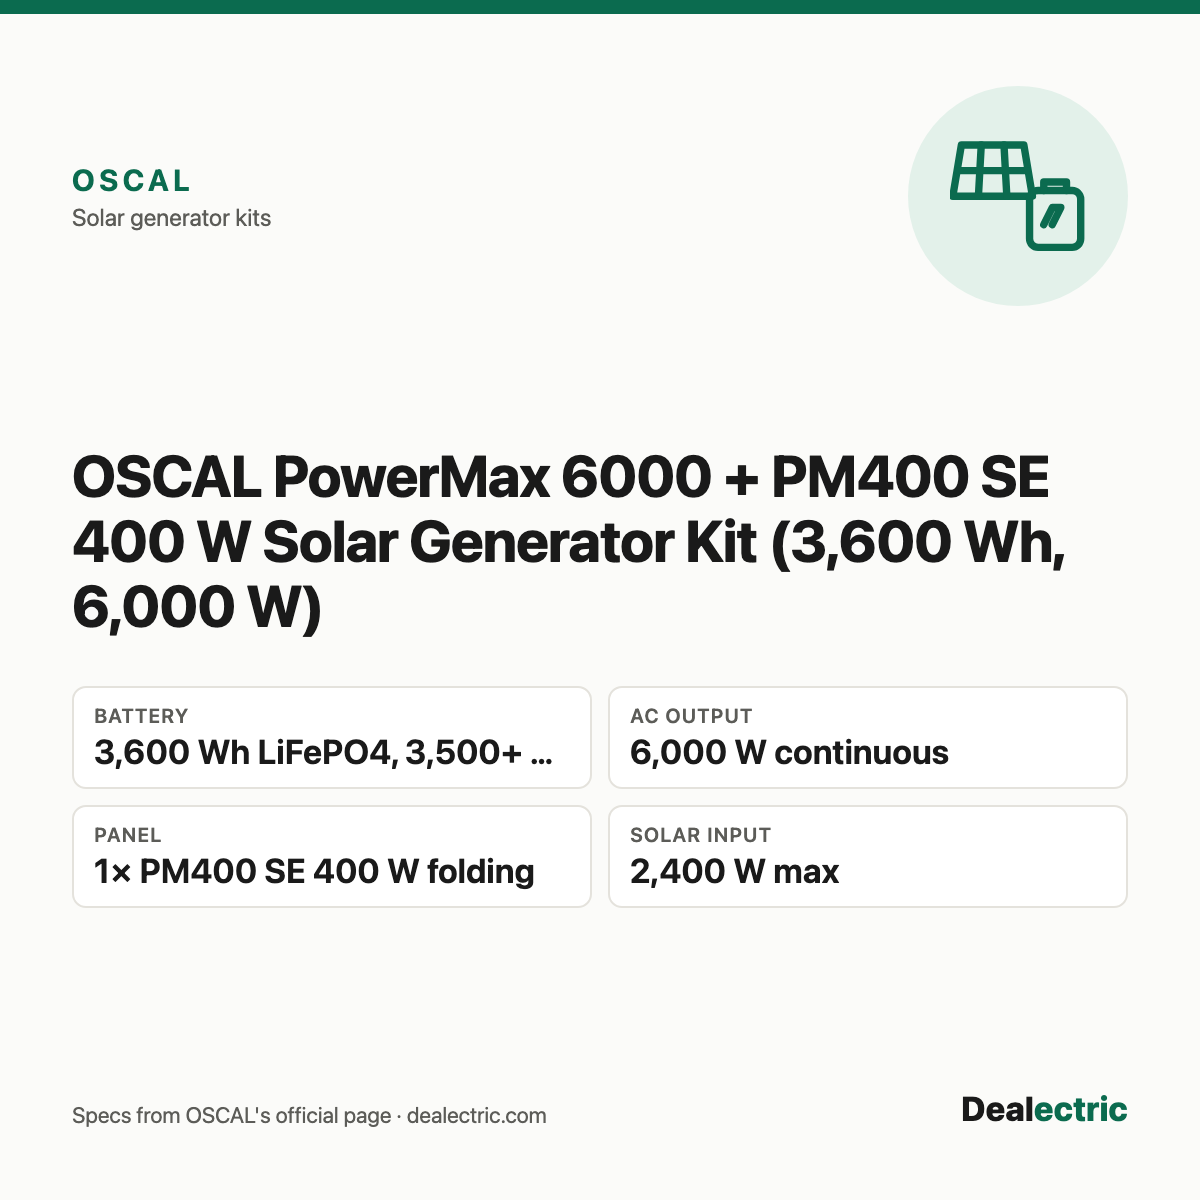 OSCAL
Solar generator kits
OSCAL PowerMax 6000 + PM400 SE
400 W Solar Generator Kit (3,600 Wh,
6,000 W)
BATTERY
3,600 Wh LiFePO4, 3,500+ ...
AC OUTPUT
6,000 W continuous
PANEL
1× PM400 SE 400 W folding
SOLAR INPUT
2,400 W max
Specs from OSCAL's official page · dealectric.com
Dealectric